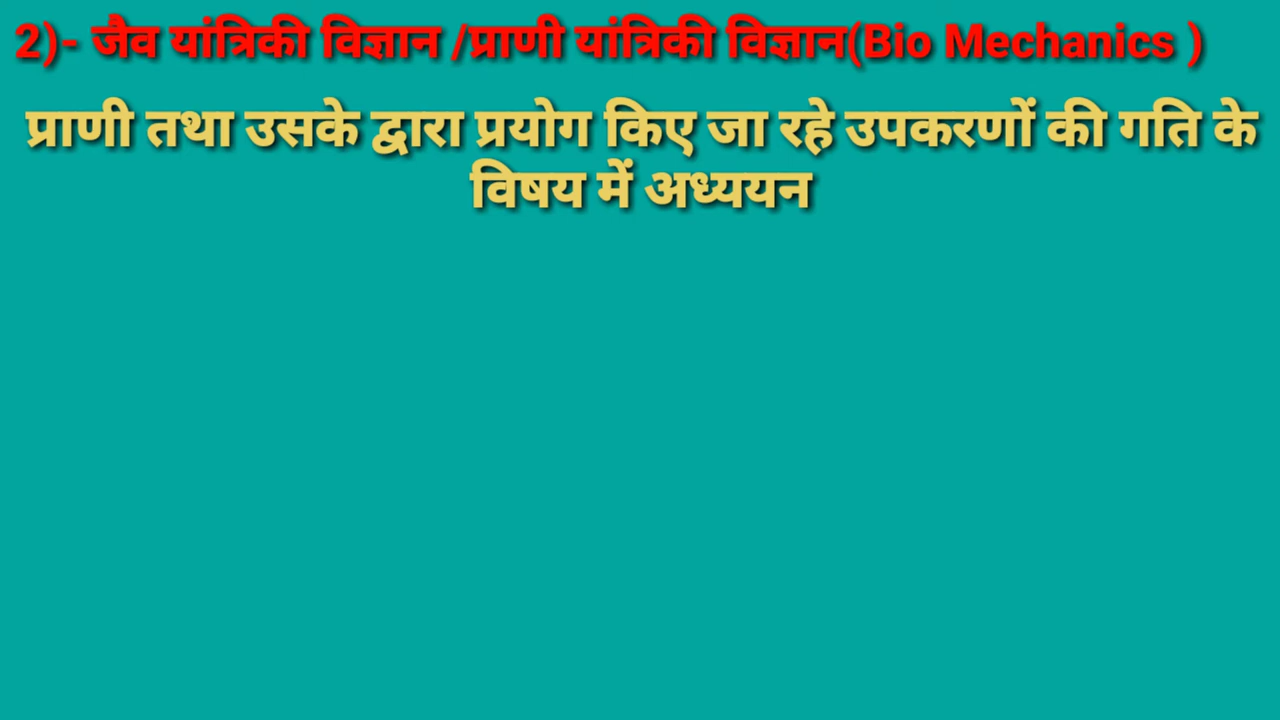 2)- जैव यांत्रिकी विज्ञान /प्राणी यांत्रिकी विज्ञान(Bio Mechanics )
प्राणी तथा उसके द्वारा प्रयोग किए जा रहे उपकरणों की गति के
विषय में अध्ययन